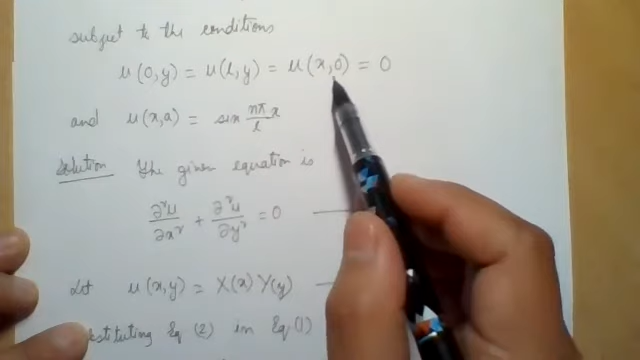 subject to the conditions
u(0,y) = u(l,y) = u(x,0) = 0
and u(x,a) = sin nπ/l x
Solution The given equation is
∂²u/∂x² + ∂²u/∂y² = 0
Let u(x,y) = X(x) Y(y)
Eq (2) in Eq (1)